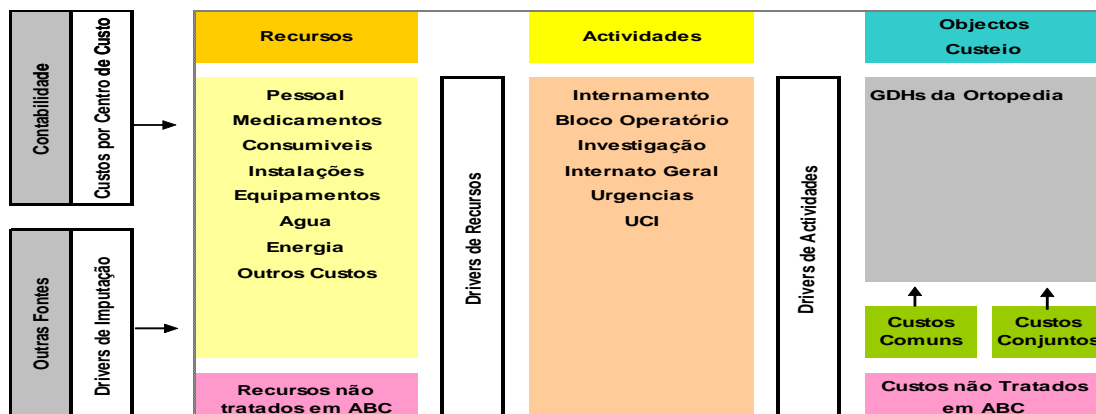 Contabilidade
Custos por Centro de Custo
Outras Fontes
Drivers de Imputação
Recursos
Pessoal
Medicamentos
Consumiveis
Instalações
Equipamentos
Agua
Energia
Outros Custos
Recursos não
tratados em ABC
Drivers de Recursos
Actividades
Internamento
Bloco Operatório
Investigação
Internato Geral
Urgencias
UCI
Drivers de Actividades
Objectos
Custeio
GDHs da Ortopedia
Custos
Comuns
Custos
Conjuntos
Custos não Tratados
em ABC